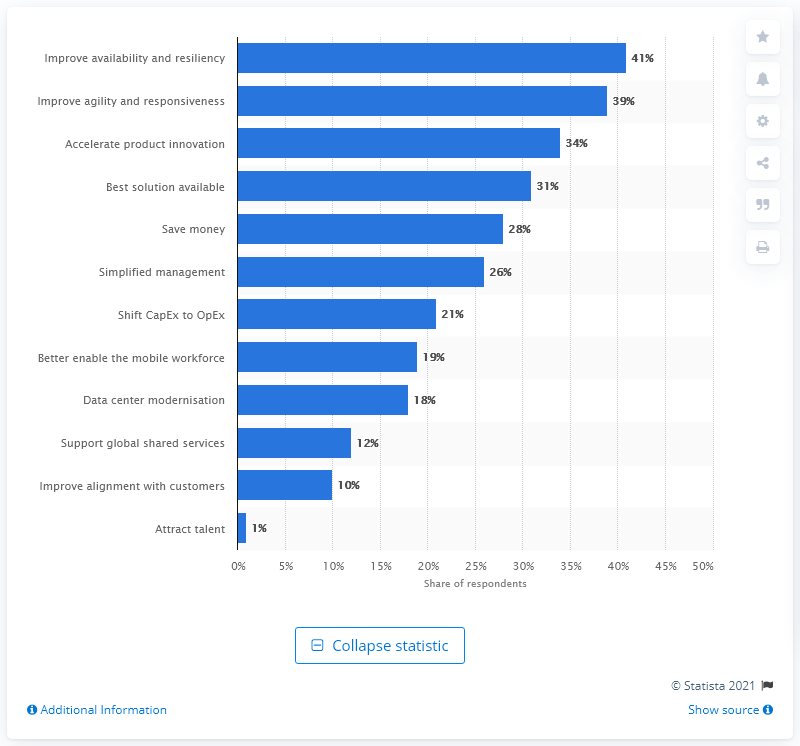 Improve availability and resiliency 41%
Improve agility and responsiveness 39%
Accelerate product innovation 34%
Best solution available 31%
Save money 28%
Simplified management 26%
Shift CapEx to OpEx 21%
Better enable the mobile workforce 19%
Data center modernisation 18%
Support global shared services 12%
Improve alignment with customers 10%
Attract talent 1%
0% 5% 10% 15% 20% 25% 30% 35% 40% 45% 50%
Share of respondents
Collapse statistic
© Statista 2021
Additional Information Show source